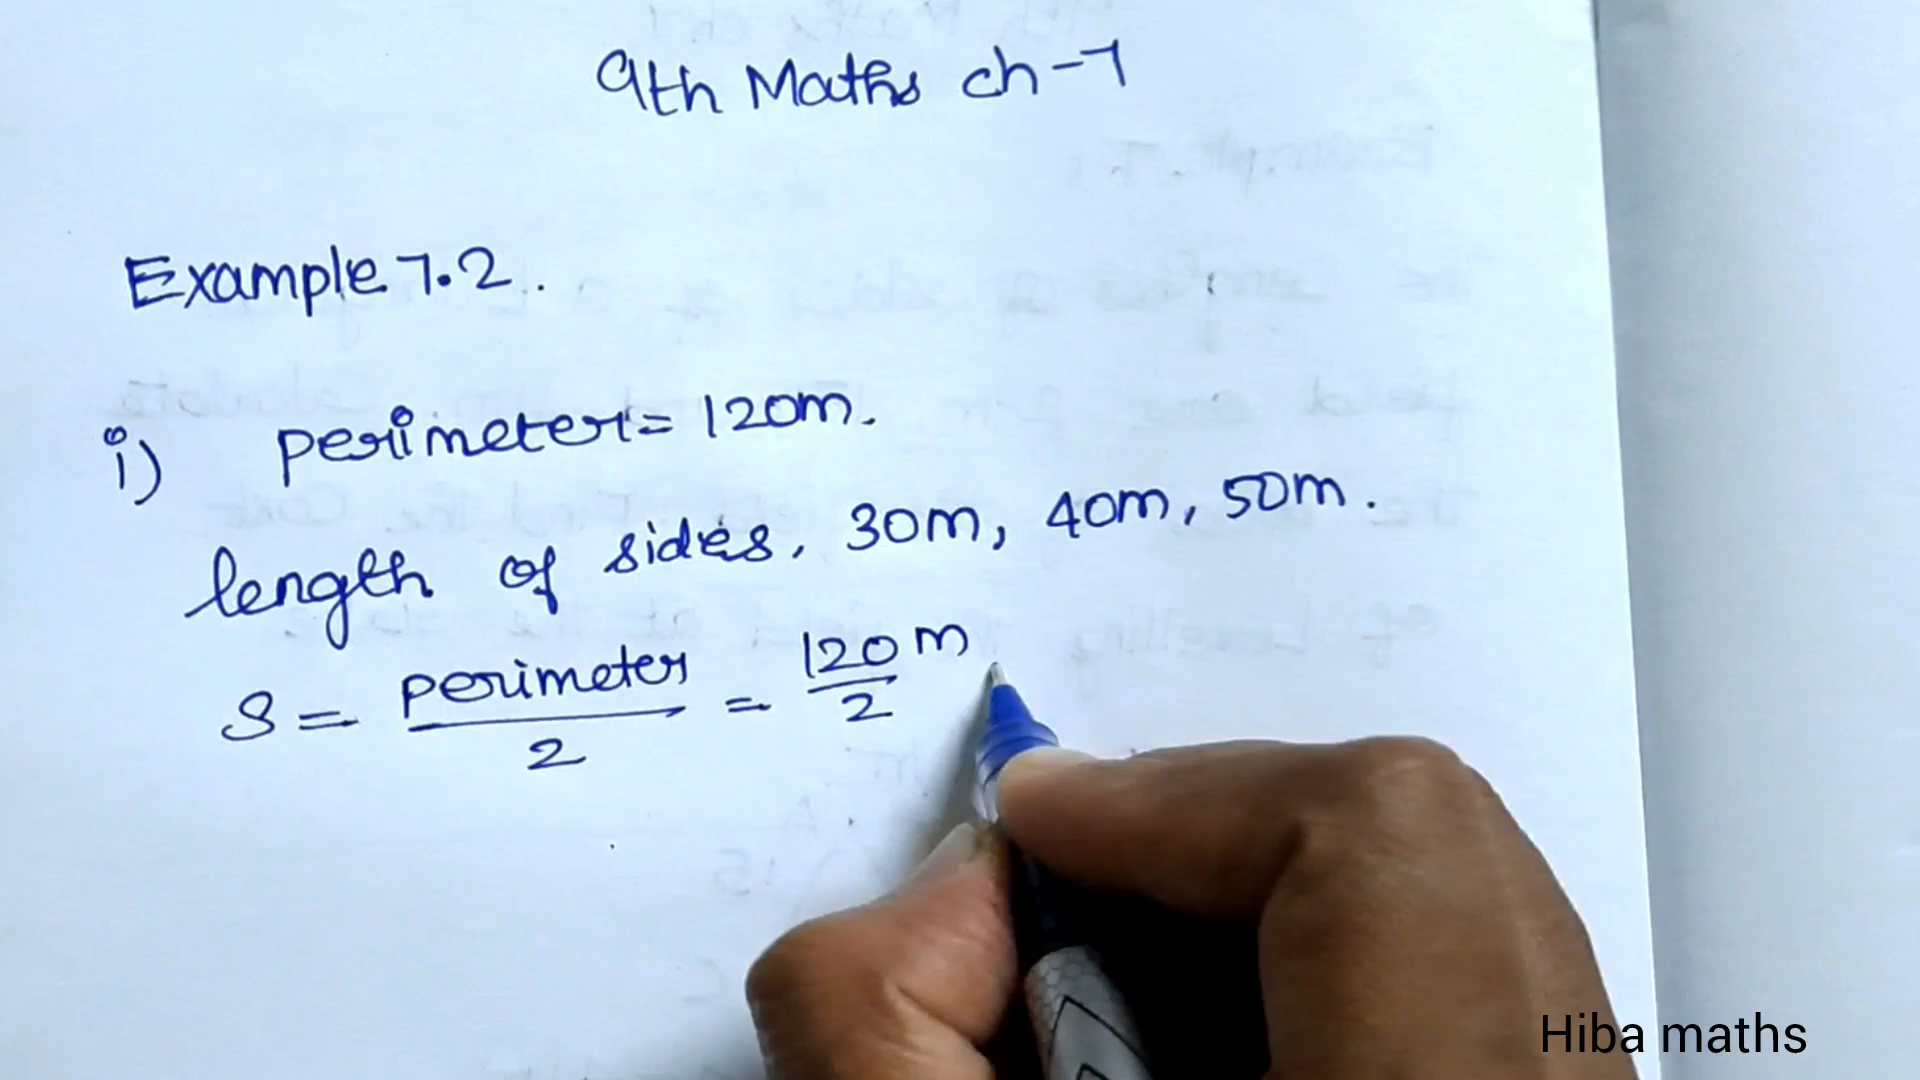 9th Maths ch-7
Example 7.2.
i) perimeter = 120m.
length of sides, 30m, 40m, 50m.
S = perimeter/2 = 120/2 m
Hiba maths